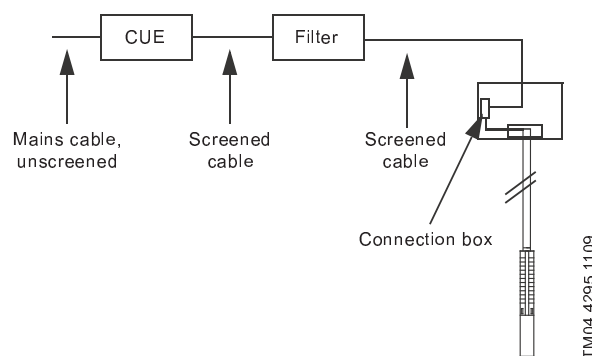 CUE
Filter
Mains cable,
unscreened
Screened
cable
Screened
cable
Connection box
TM04 4295 1109